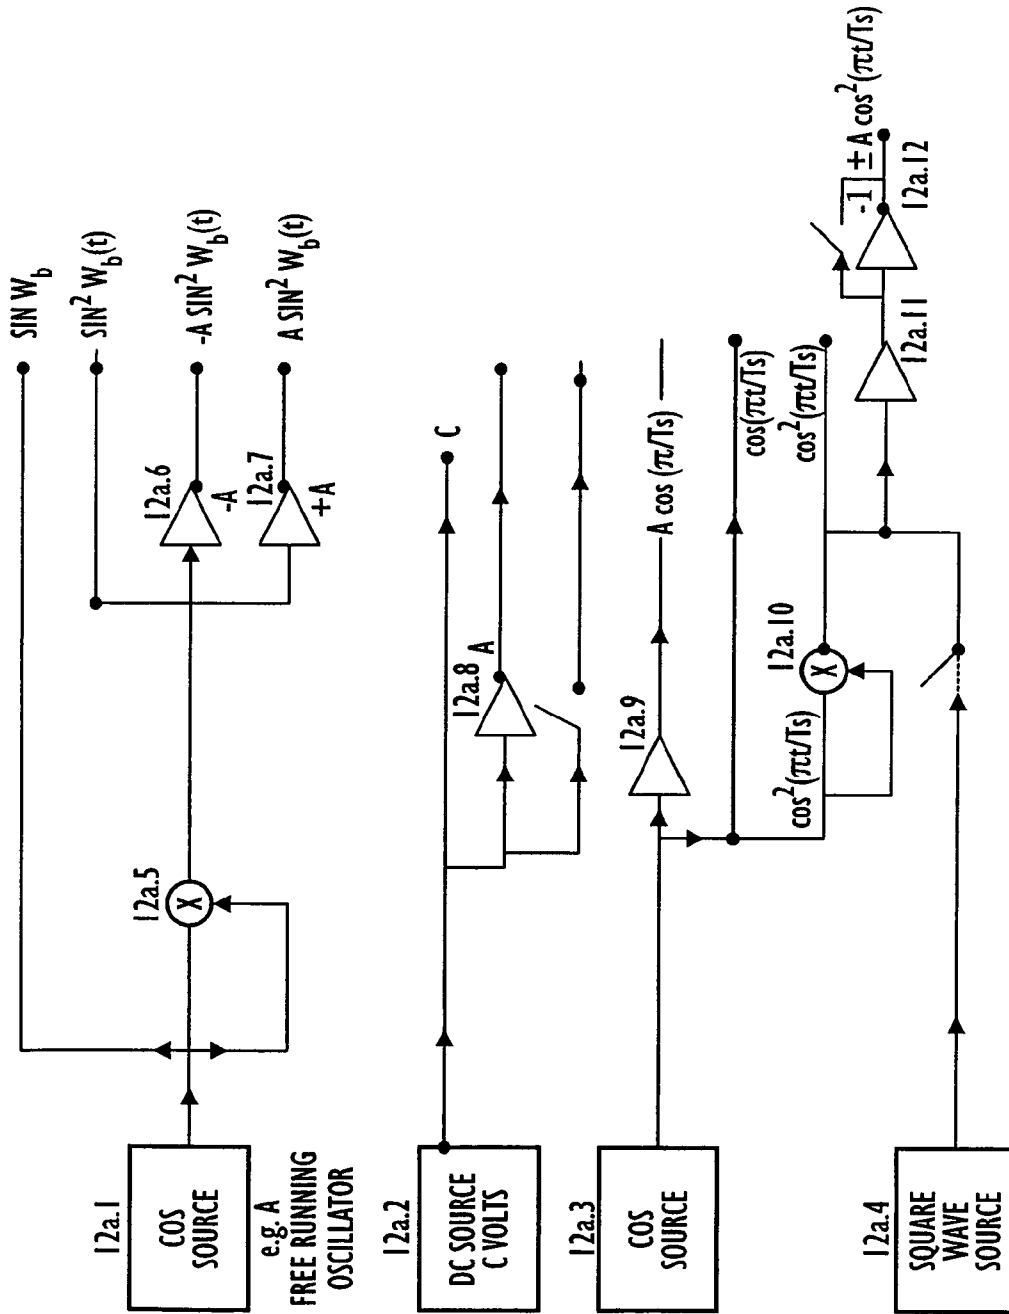 12a.1
COS
SOURCE
e.g. A
FREE RUNNING
OSCILLATOR
12a.5
X
12a.6
-A
12a.7
+A
SIN W_b
SIN² W_b(t)
-A SIN² W_b(t)
A SIN² W_b(t)
12a.2
DC SOURCE
C VOLTS
12a.8
A
C
12a.3
COS
SOURCE
12a.9
A cos (π/Ts)
cos(πt/Ts)
cos²(πt/Ts)
cos²(πt/Ts)
12a.10
X
12a.4
SQUARE
WAVE
SOURCE
12a.11
-1
± A cos²(πt/Ts)
12a.12